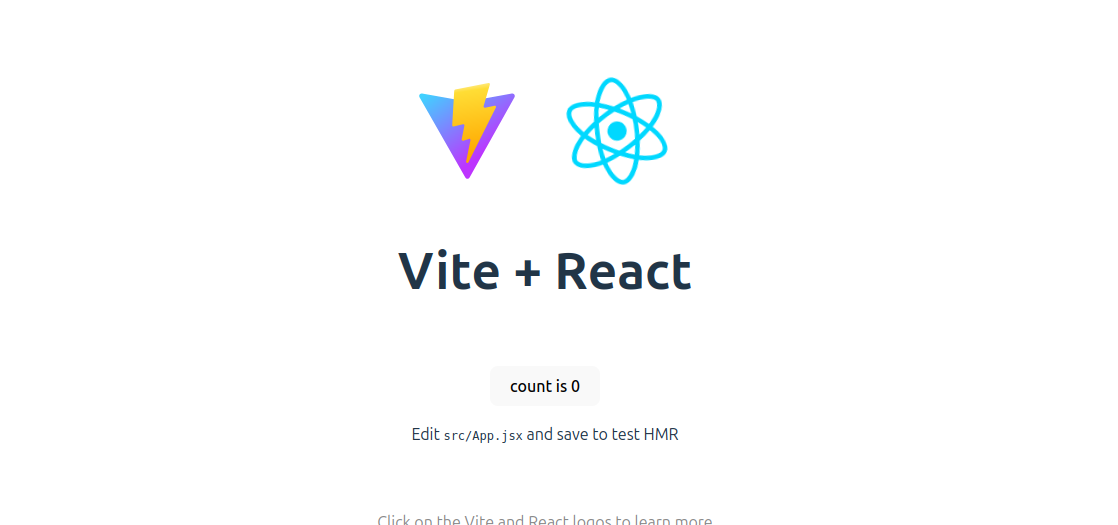 Vite + React
count is 0
Edit src/App.jsx and save to test HMR
Click on the Vite and React logos to learn more